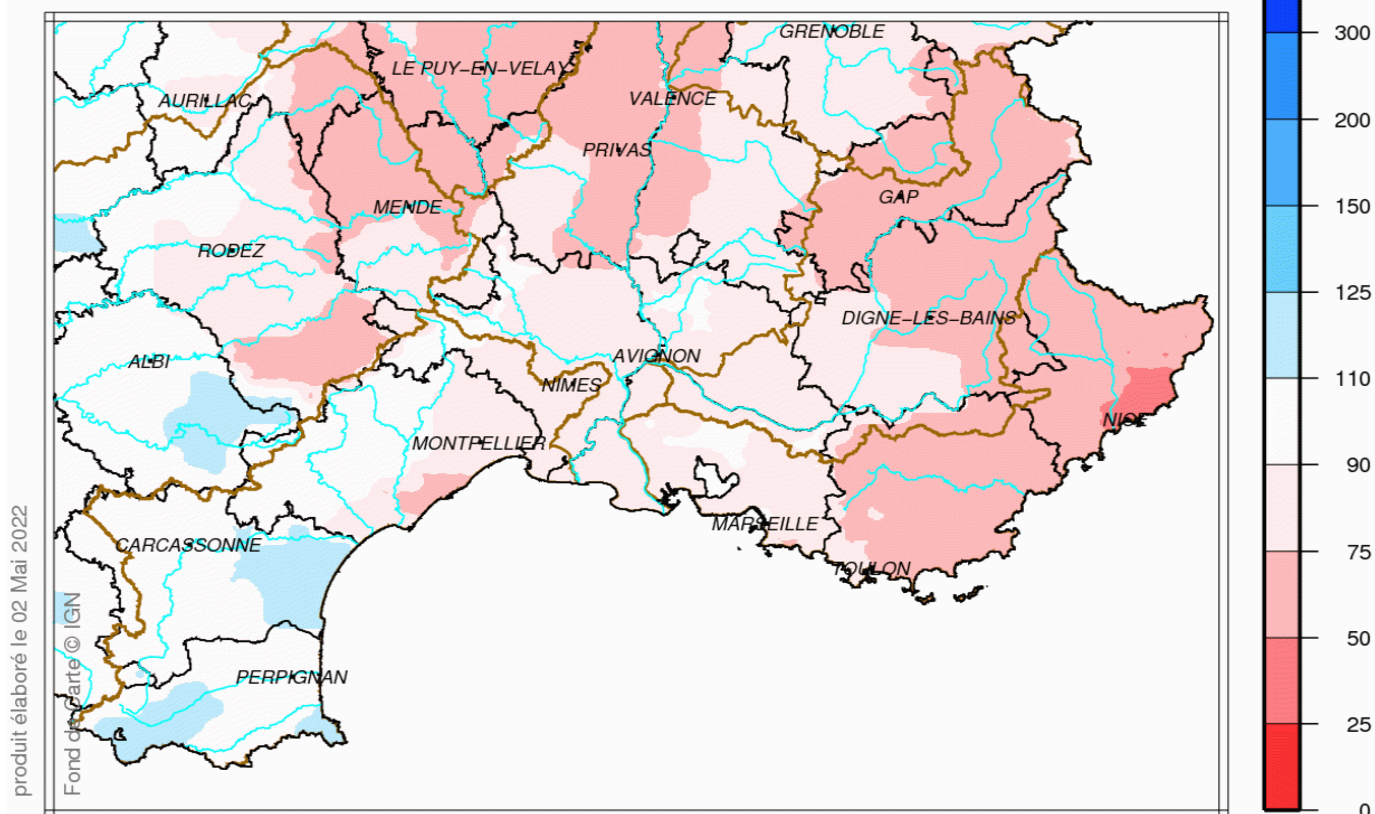 GRENOBLE
300
LE PUY−EN−VELAY
AURILLAC
VALENCE
200
PRIVAS
GAP
150
MENDE
RODEZ
125
DIGNE−LES−BAINS
AVIGNON
ALBI
NIMES
110
NICE
MONTPELLIER
90
MARSEILLE
CARCASSONNE
75
TOULON
50
PERPIGNAN
25
0
produit élaboré le 02 Mai 2022
Fond de Carte © IGN